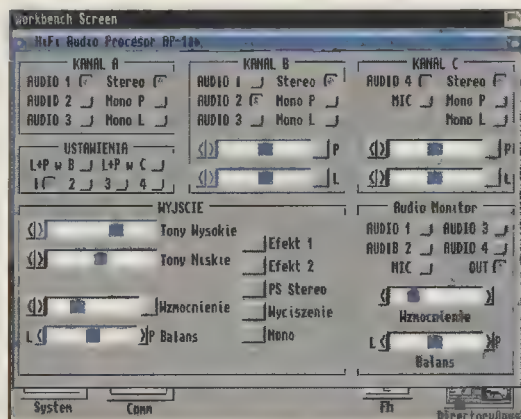 Workbench Screen
HiFi Audio Procesor AP-10
KANAL A
AUDIO 1 Stereo
AUDIO 2 Mono P
AUDIO 3 Mono L
USTAWIENIA
L+P w B L+P w C
1 2 3 4
KANAL B
AUDIO 1 Stereo
AUDIO 2 Mono P
AUDIO 3 Mono L
P
L
KANAL C
AUDIO 4 Stereo
MIC Mono P
Mono L
P
L
WYJSCIE
Tony Wysokie
Tony Niskie
Wzmocnienie
L P Balans
Efekt 1
Efekt 2
PS Stereo
Wyciszenie
Mono
Audio Monitor
AUDIO 1 AUDIO 3
AUDIO 2 AUDIO 4
MIC OUT
Wzmocnienie
L P
Balans
System Comm Fh DirectoryOpus